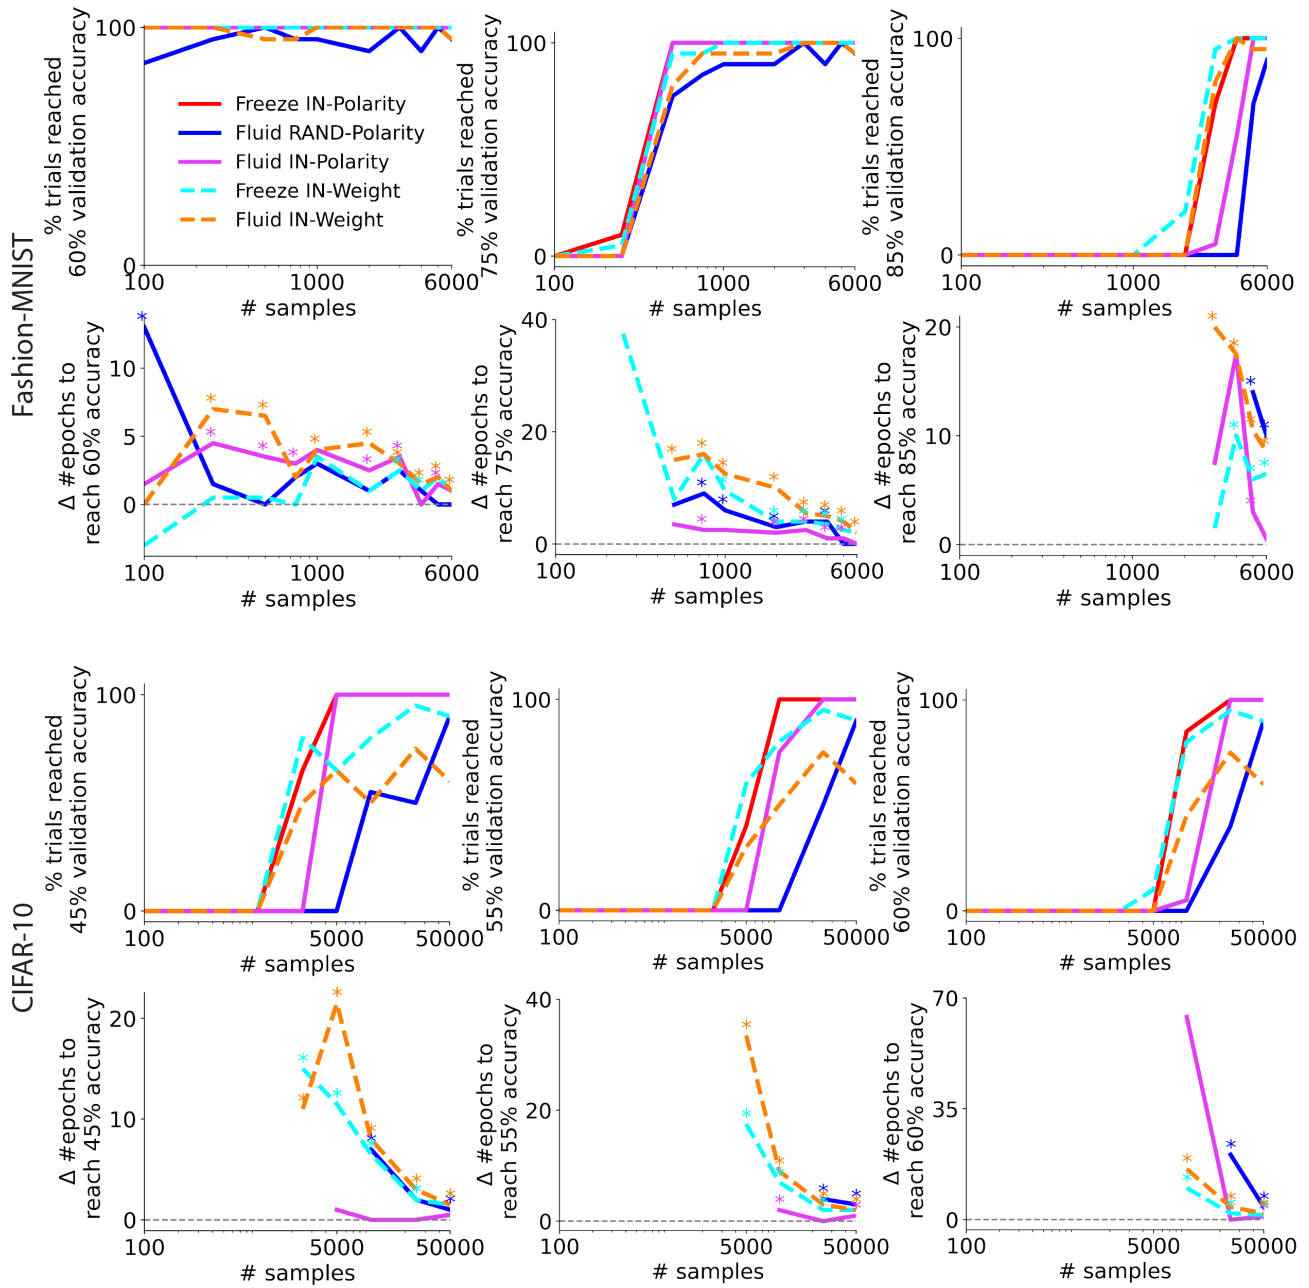 Fashion-MNIST
% trials reached
60% validation accuracy
100
0
Freeze IN-Polarity
Fluid RAND-Polarity
Fluid IN-Polarity
Freeze IN-Weight
Fluid IN-Weight
100 1000 6000
# samples
% trials reached
75% validation accuracy
100
0
100 1000 6000
# samples
% trials reached
85% validation accuracy
100
0
100 1000 6000
# samples
Δ #epochs to
reach 60% accuracy
10
5
0
100 1000 6000
# samples
Δ #epochs to
reach 75% accuracy
40
20
0
100 1000 6000
# samples
Δ #epochs to
reach 85% accuracy
20
10
0
100 1000 6000
# samples
CIFAR-10
% trials reached
45% validation accuracy
100
0
100 5000 50000
# samples
% trials reached
55% validation accuracy
100
0
100 5000 50000
# samples
% trials reached
60% validation accuracy
100
0
100 5000 50000
# samples
Δ #epochs to
reach 45% accuracy
20
10
0
100 5000 50000
# samples
Δ #epochs to
reach 55% accuracy
40
20
0
100 5000 50000
# samples
Δ #epochs to
reach 60% accuracy
70
35
0
100 5000 50000
# samples